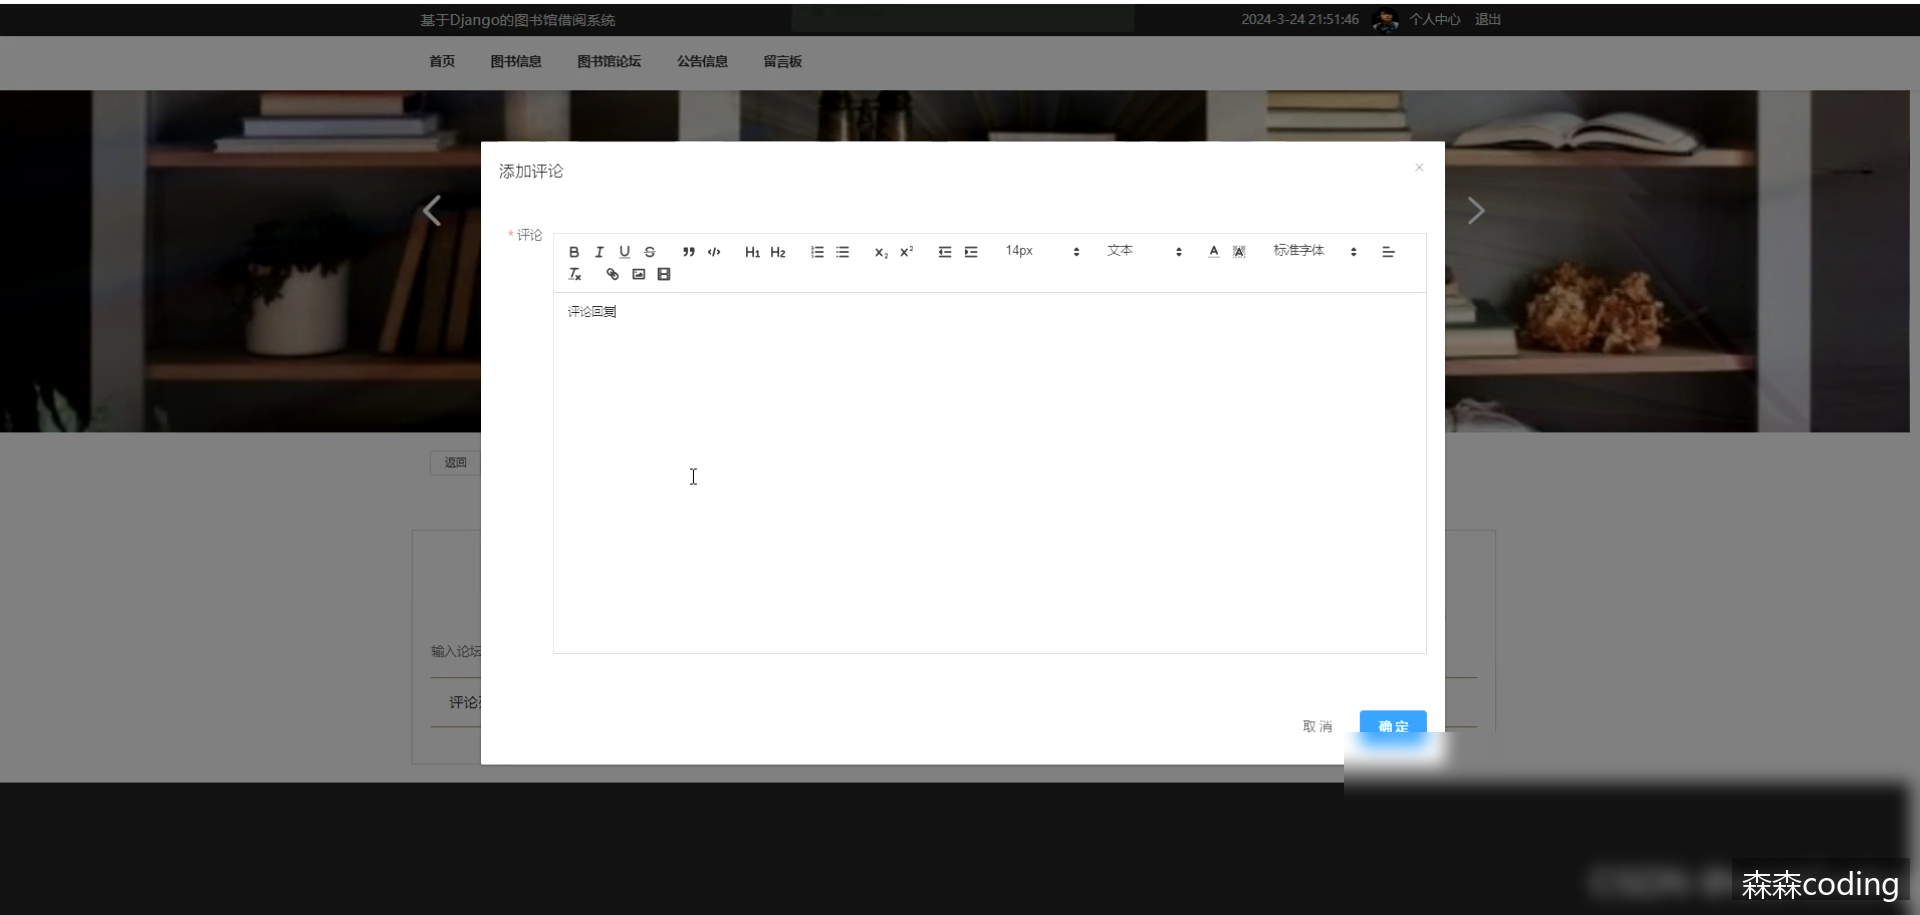 基于Django的图书馆借阅系统
2024-3-24 21:51:46 个人中心 退出
首页 图书信息 图书馆论坛 公告信息 留言板
添加评论
×
* 评论
B I U S H1 H2 x₂ x² 14px 文本 A A 标准字体
Tx
评论回复
返回
输入论坛
评论
取消 确定
森森coding